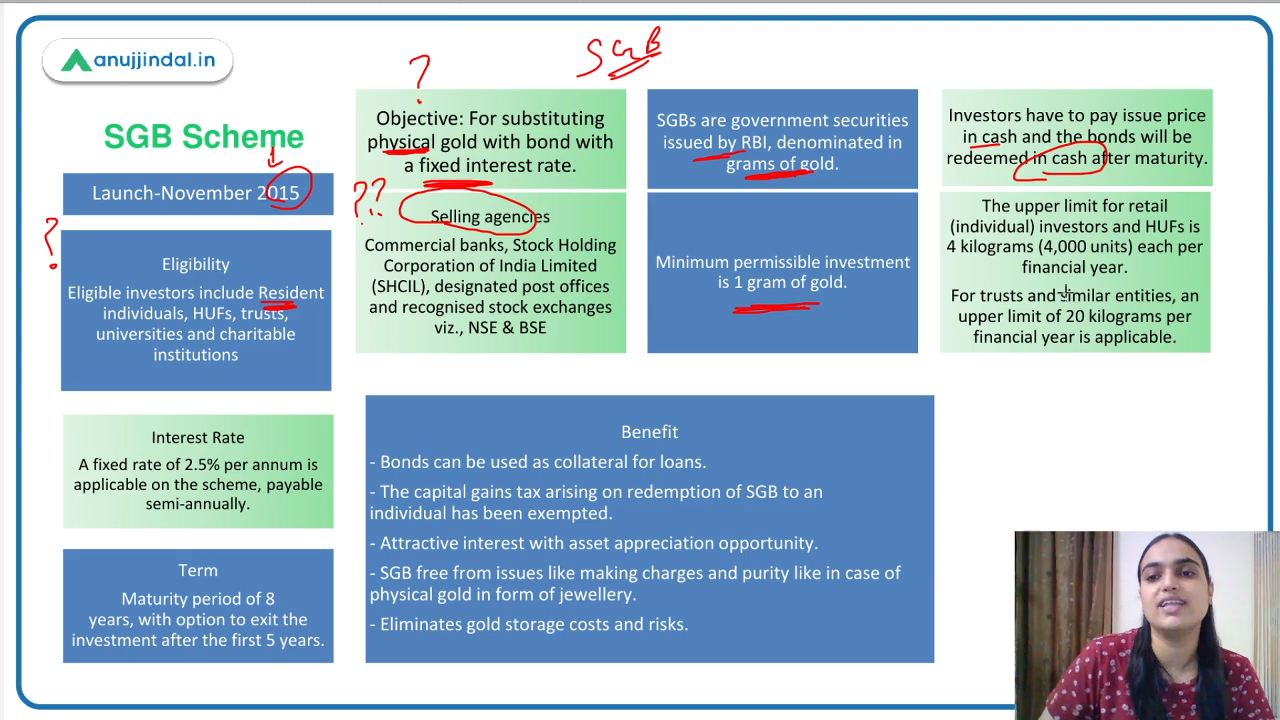 anujjindal.in
SGB
?
SGB Scheme
Launch-November 2015
?
Eligibility
Eligible investors include Resident
individuals, HUFs, trusts,
universities and charitable
institutions
Interest Rate
A fixed rate of 2.5% per annum is
applicable on the scheme, payable
semi-annually.
Term
Maturity period of 8
years, with option to exit the
investment after the first 5 years.
Objective: For substituting
physical gold with bond with
a fixed interest rate.
??
Selling agencies
Commercial banks, Stock Holding
Corporation of India Limited
(SHCIL), designated post offices
and recognised stock exchanges
viz., NSE & BSE
SGBs are government securities
issued by RBI, denominated in
grams of gold.
Minimum permissible investment
is 1 gram of gold.
Investors have to pay issue price
in cash and the bonds will be
redeemed in cash after maturity.
The upper limit for retail
(individual) investors and HUFs is
4 kilograms (4,000 units) each per
financial year.
For trusts and similar entities, an
upper limit of 20 kilograms per
financial year is applicable.
Benefit
- Bonds can be used as collateral for loans.
- The capital gains tax arising on redemption of SGB to an
individual has been exempted.
- Attractive interest with asset appreciation opportunity.
- SGB free from issues like making charges and purity like in case of
physical gold in form of jewellery.
- Eliminates gold storage costs and risks.